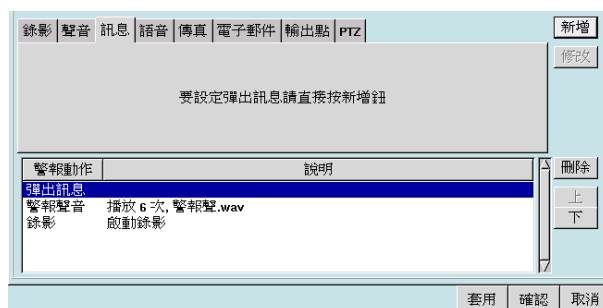 錄影 聲音 訊息 語音 傳真 電子郵件 輸出點 PTZ 新增
修改
要設定彈出訊息請直接按新增鈕
警報動作 說明 刪除
彈出訊息
警報聲音 播放 6 次, 警報聲.wav 上
錄影 啟動錄影 下
套用 確認 取消